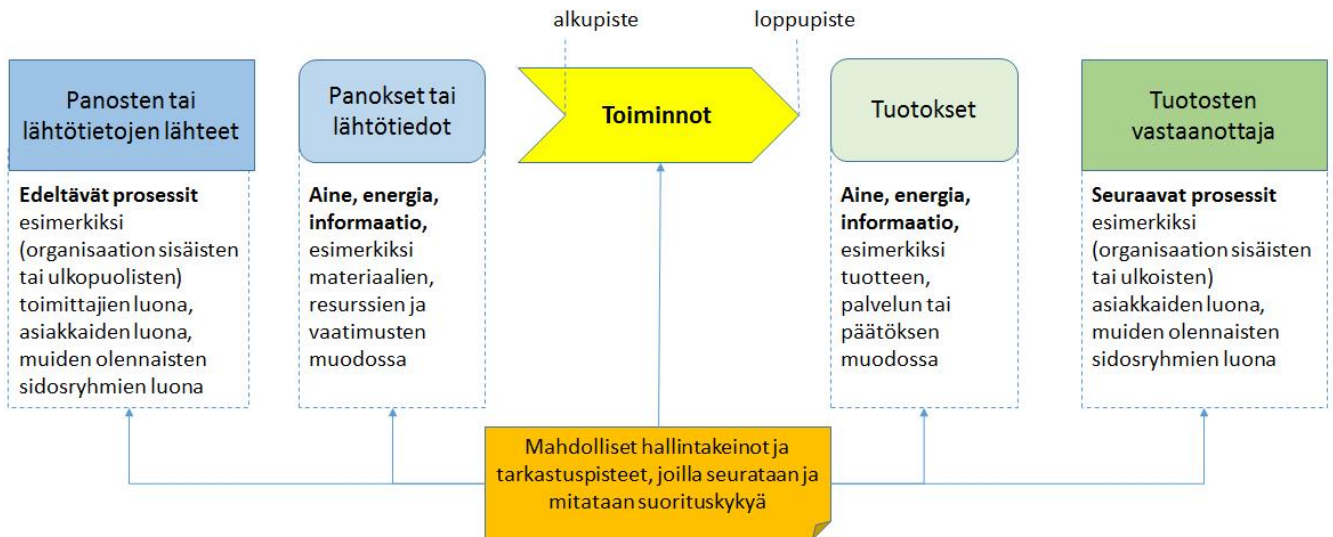 alkupiste
loppupiste
Panosten tai
lähtötietojen lähteet
Panokset tai
lähtötiedot
Toiminnot
Tuotokset
Tuotosten
vastaanottaja
Edeltävät prosessit
esimerkiksi
(organisaation sisäisten
tai ulkopuolisten)
toimittajien luona,
asiakkaiden luona,
muiden olennaisten
sidosryhmien luona
Aine, energia,
informaatio,
esimerkiksi
materiaalien,
resurssien ja
vaatimusten
muodossa
Aine, energia,
informaatio,
esimerkiksi
tuotteen,
palvelun tai
päätöksen
muodossa
Seuraavat prosessit
esimerkiksi
(organisaation sisäisten
tai ulkoisten)
asiakkaiden luona,
muiden olennaisten
sidosryhmien luona
Mahdolliset hallintakeinot ja
tarkastuspisteet, joilla seurataan ja
mitataan suorituskykyä